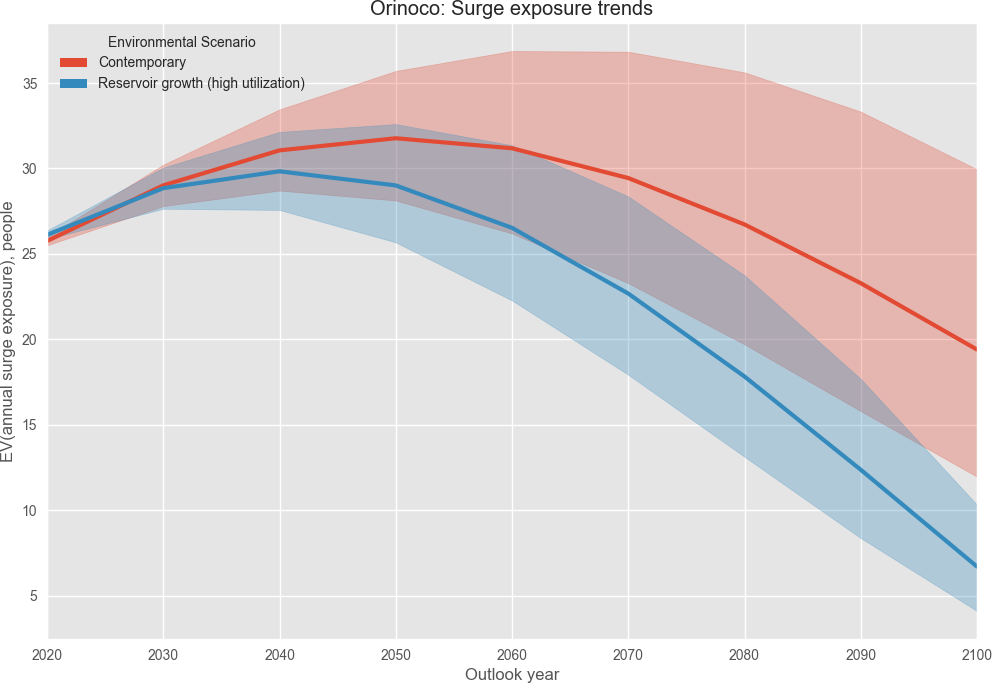 Orinoco: Surge exposure trends
Environmental Scenario
Contemporary
Reservoir growth (high utilization)
EV(annual surge exposure), people
35
30
25
20
15
10
5
2020 2030 2040 2050 2060 2070 2080 2090 2100
Outlook year